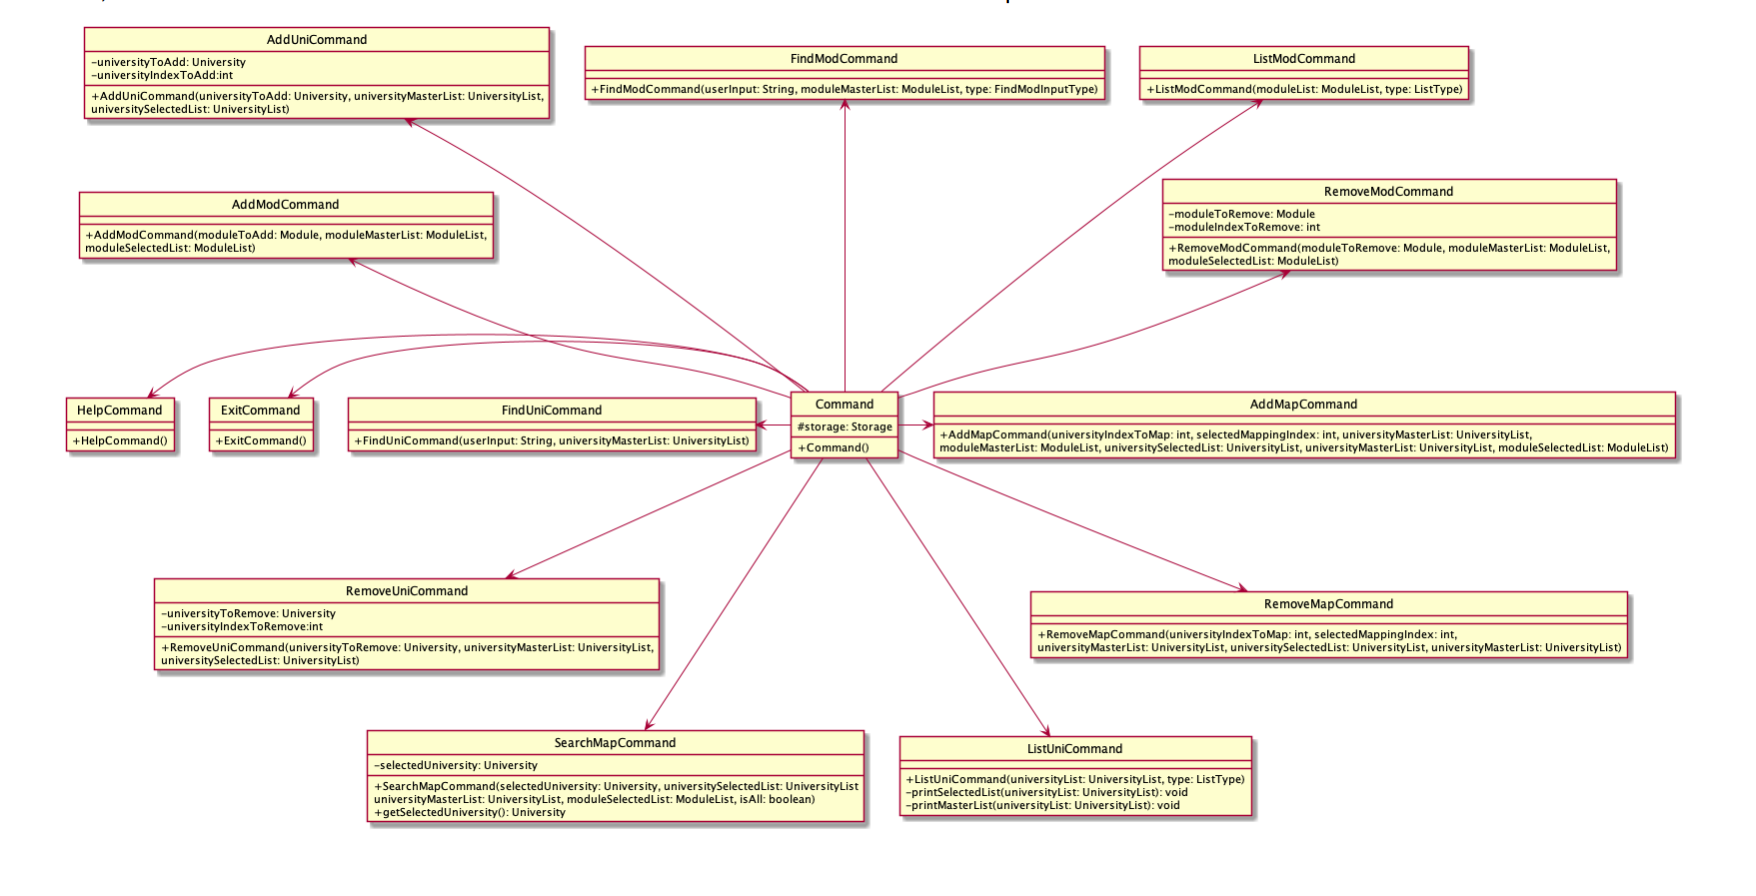 AddUniCommand
-universityToAdd: University
-universityIndexToAdd:int
+AddUniCommand(universityToAdd: University, universityMasterList: UniversityList,
universitySelectedList: UniversityList)
FindModCommand
+FindModCommand(userInput: String, moduleMasterList: ModuleList, type: FindModInputType)
ListModCommand
+ListModCommand(moduleList: ModuleList, type: ListType)
AddModCommand
+AddModCommand(moduleToAdd: Module, moduleMasterList: ModuleList,
moduleSelectedList: ModuleList)
RemoveModCommand
-moduleToRemove: Module
-moduleIndexToRemove: int
+RemoveModCommand(moduleToRemove: Module, moduleMasterList: ModuleList,
moduleSelectedList: ModuleList)
HelpCommand
+HelpCommand()
ExitCommand
+ExitCommand()
FindUniCommand
+FindUniCommand(userInput: String, universityMasterList: UniversityList)
Command
#storage: Storage
+Command()
AddMapCommand
+AddMapCommand(universityIndexToMap: int, selectedMappingIndex: int, universityMasterList: UniversityList,
moduleMasterList: ModuleList, universitySelectedList: UniversityList, universityMasterList: UniversityList, moduleSelectedList: ModuleList)
RemoveUniCommand
-universityToRemove: University
-universityIndexToRemove:int
+RemoveUniCommand(universityToRemove: University, universityMasterList: UniversityList,
universitySelectedList: UniversityList)
RemoveMapCommand
+RemoveMapCommand(universityIndexToMap: int, selectedMappingIndex: int,
universityMasterList: UniversityList, universitySelectedList: UniversityList, universityMasterList: UniversityList)
SearchMapCommand
-selectedUniversity: University
+SearchMapCommand(selectedUniversity: University, universitySelectedList: UniversityList
universityMasterList: UniversityList, moduleSelectedList: ModuleList, isAll: boolean)
+getSelectedUniversity(): University
ListUniCommand
+ListUniCommand(universityList: UniversityList, type: ListType)
-printSelectedList(universityList: UniversityList): void
-printMasterList(universityList: UniversityList): void